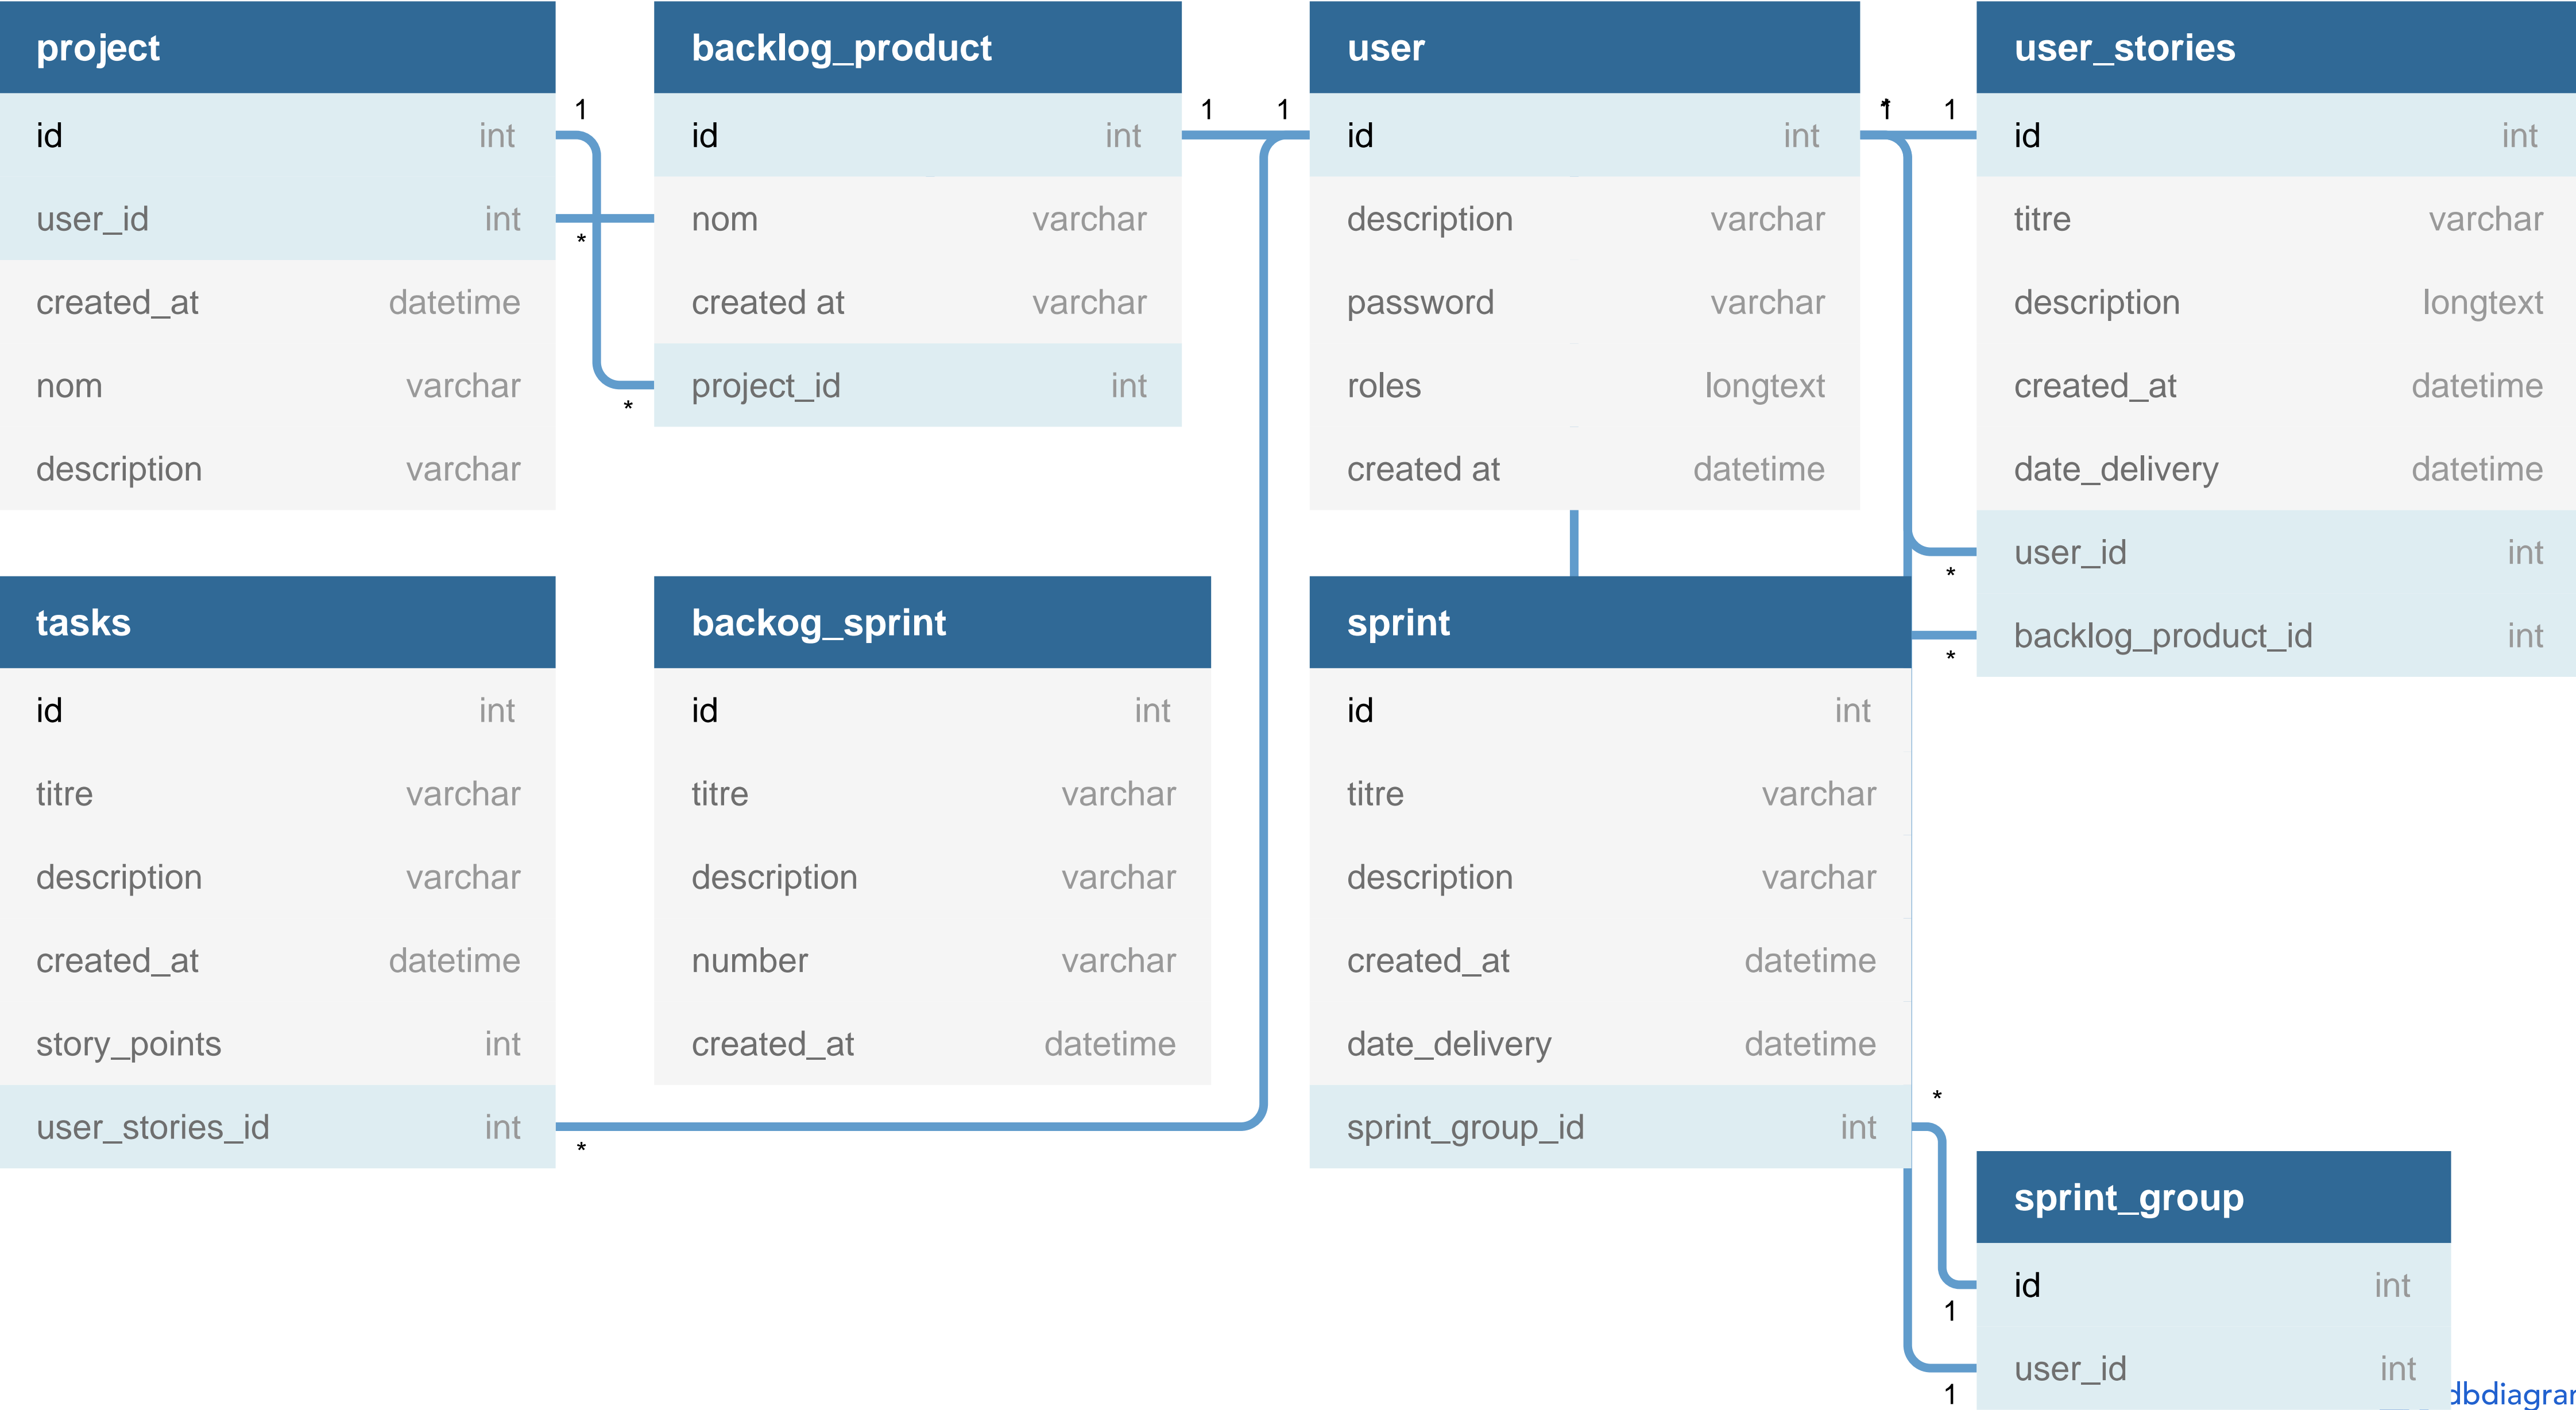 project
id int
user_id int
created_at datetime
nom varchar
description varchar
1
*
backlog_product
id int
nom varchar
created at varchar
project_id int
*
1
1
user
id int
description varchar
password varchar
roles longtext
created at datetime
1
user_stories
id int
titre varchar
description longtext
created_at datetime
date_delivery datetime
user_id int
backlog_product_id int
*
*
tasks
id int
titre varchar
description varchar
created_at datetime
story_points int
user_stories_id int
*
backog_sprint
id int
titre varchar
description varchar
number varchar
created_at datetime
sprint
id int
titre varchar
description varchar
created_at datetime
date_delivery datetime
sprint_group_id int
*
sprint_group
id int
user_id int
1
1